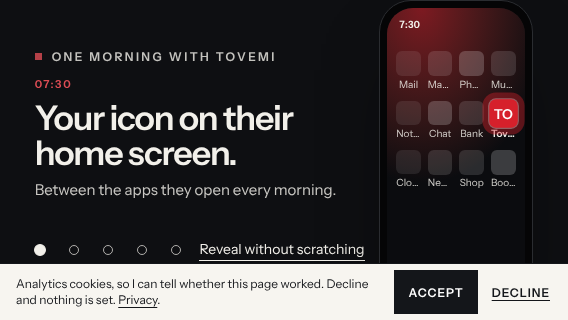 ONE MORNING WITH TOVEMI
07:30
Your icon on their
home screen.
Between the apps they open every morning.
Reveal without scratching
7:30
Mail Ma... Ph... Mu...
TO
Not... Chat Bank Tov...
Clo... Ne... Shop Boo...
Analytics cookies, so I can tell whether this page worked. Decline
and nothing is set. Privacy.
ACCEPT DECLINE